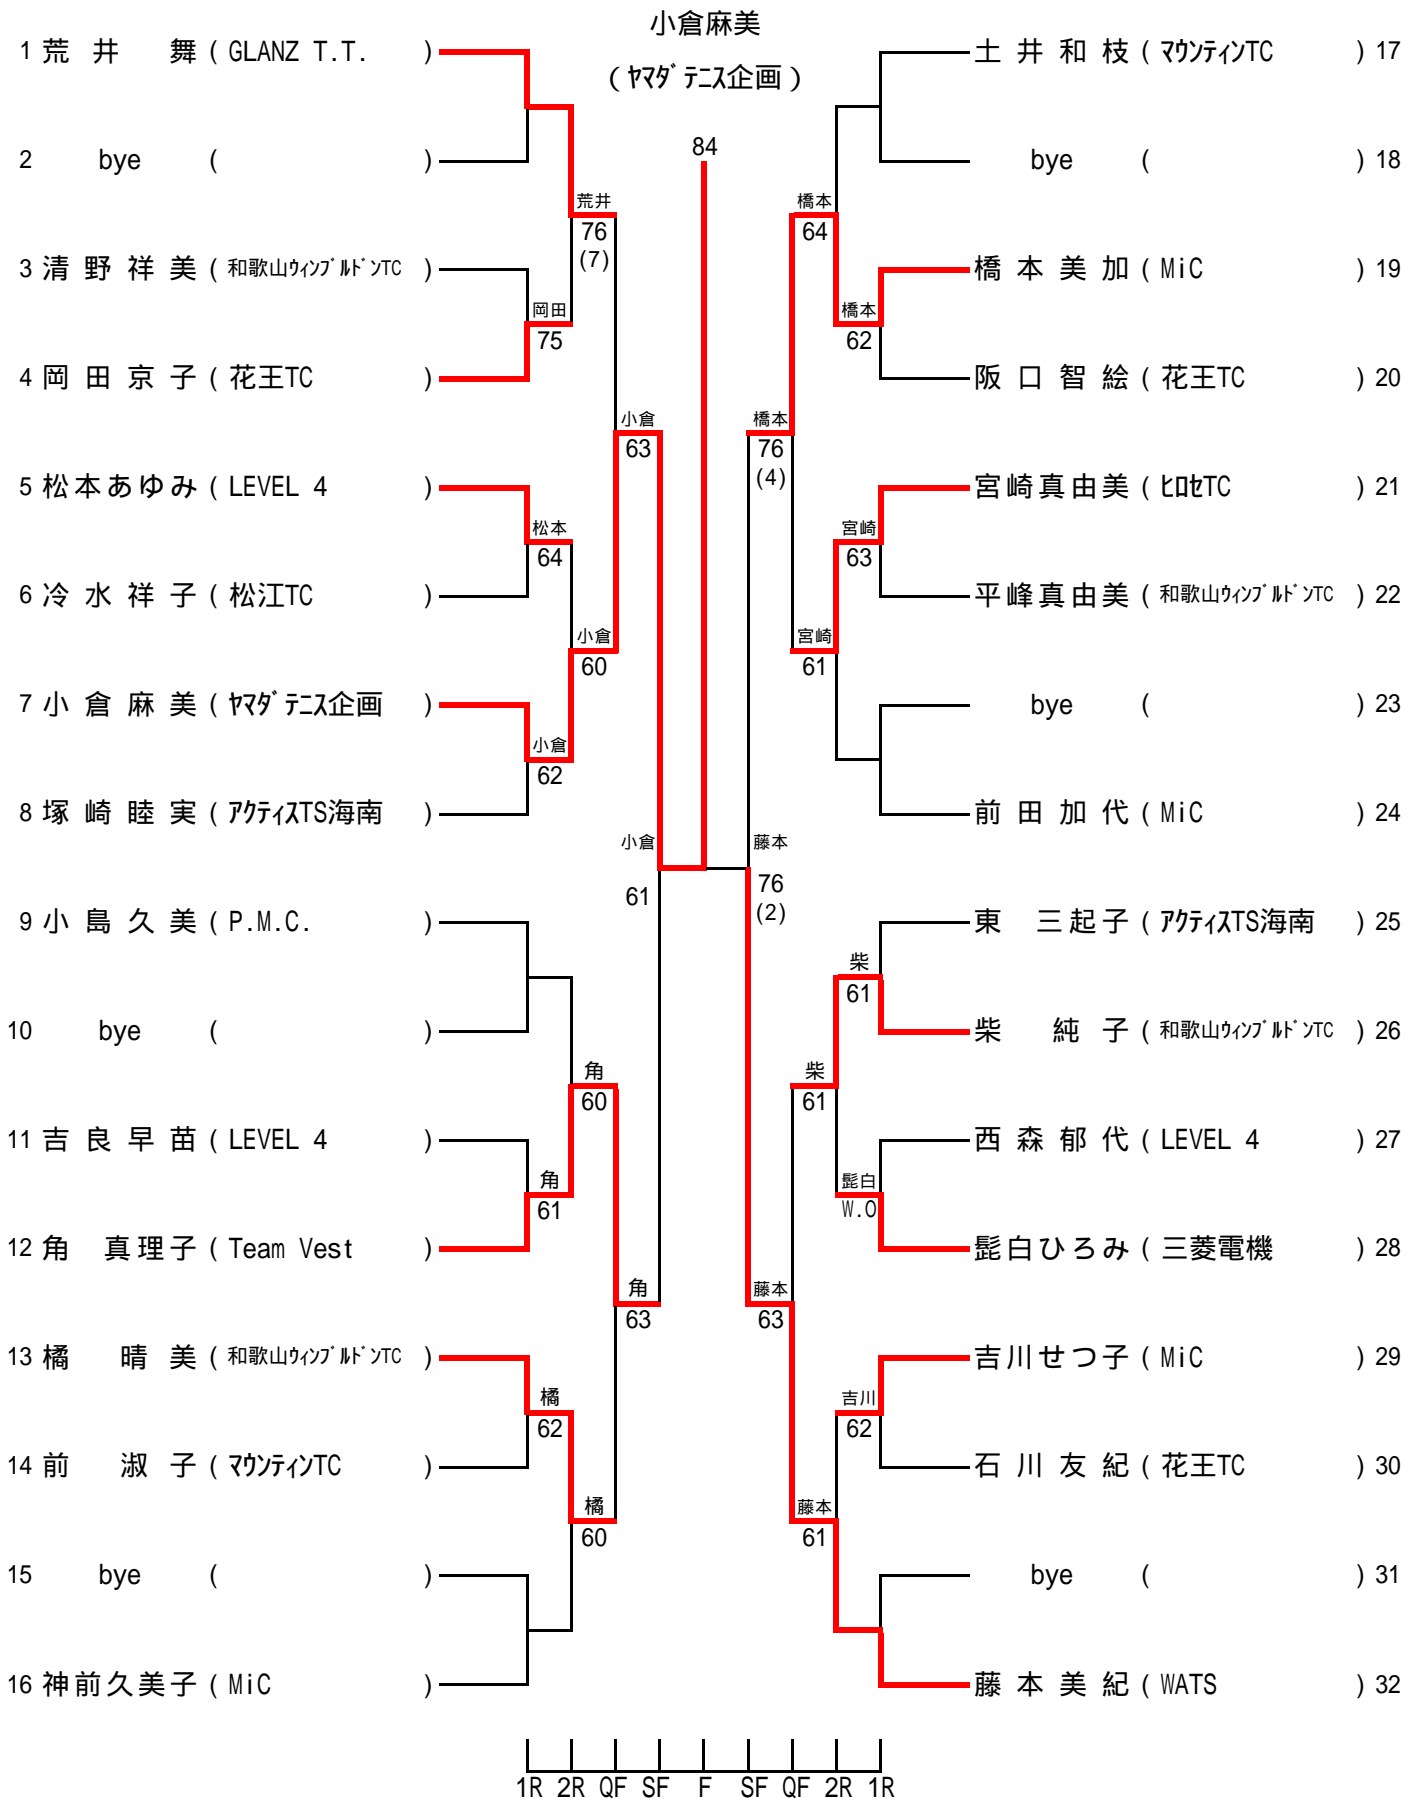 小倉麻美
(ﾔﾏﾀﾞﾃﾆｽ企画)
84
1 荒井 舞 ( GLANZ T.T. )
2 bye ( )
3 清野祥美 ( 和歌山ｳｨﾝﾌﾞﾙﾄﾞﾝTC )
4 岡田京子 ( 花王TC )
5 松本あゆみ ( LEVEL 4 )
6 冷水祥子 ( 松江TC )
7 小倉麻美 ( ﾔﾏﾀﾞﾃﾆｽ企画 )
8 塚崎睦実 ( ｱｸﾃｨｽTS海南 )
9 小島久美 ( P.M.C. )
10 bye ( )
11 吉良早苗 ( LEVEL 4 )
12 角 真理子 ( Team Vest )
13 橘 晴美 ( 和歌山ｳｨﾝﾌﾞﾙﾄﾞﾝTC )
14 前 淑子 ( ﾏｳﾝﾃｨﾝTC )
15 bye ( )
16 神前久美子 ( MiC )
岡田
75
松本
64
小倉
62
角
61
橘
62
荒井
76
(7)
小倉
60
角
60
橘
60
小倉
63
角
63
小倉
61
藤本
76
(2)
橋本
76
(4)
藤本
63
橋本
64
宮崎
61
柴
61
藤本
61
橋本
62
宮崎
63
柴
61
髭白
W.O
吉川
62
土井和枝 ( ﾏｳﾝﾃｨﾝTC ) 17
bye ( ) 18
橋本美加 ( MiC ) 19
阪口智絵 ( 花王TC ) 20
宮崎真由美 ( ﾋﾛｾTC ) 21
平峰真由美 ( 和歌山ｳｨﾝﾌﾞﾙﾄﾞﾝTC ) 22
bye ( ) 23
前田加代 ( MiC ) 24
東 三起子 ( ｱｸﾃｨｽTS海南 ) 25
柴 純子 ( 和歌山ｳｨﾝﾌﾞﾙﾄﾞﾝTC ) 26
西森郁代 ( LEVEL 4 ) 27
髭白ひろみ ( 三菱電機 ) 28
吉川せつ子 ( MiC ) 29
石川友紀 ( 花王TC ) 30
bye ( ) 31
藤本美紀 ( WATS ) 32
1R 2R QF SF F SF QF 2R 1R